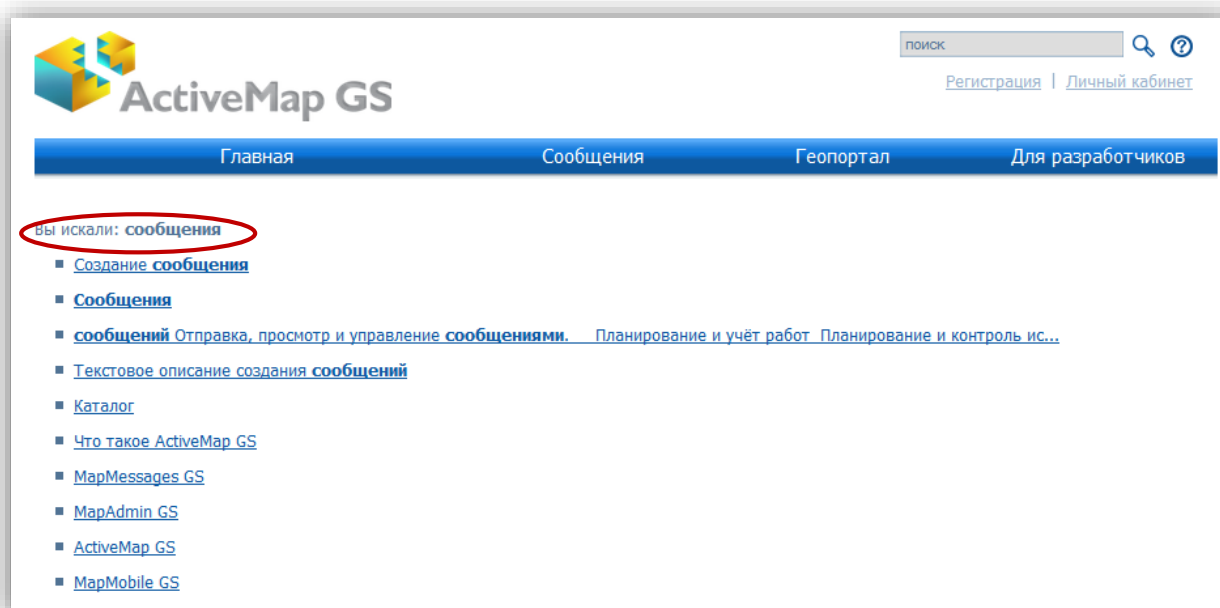 ActiveMap GS
поиск
Регистрация | Личный кабинет
Главная Сообщения Геопортал Для разработчиков
Вы искали: сообщения
Создание сообщения
Сообщения
сообщений Отправка, просмотр и управление сообщениями. Планирование и учёт работ Планирование и контроль ис...
Текстовое описание создания сообщений
Каталог
Что такое ActiveMap GS
MapMessages GS
MapAdmin GS
ActiveMap GS
MapMobile GS